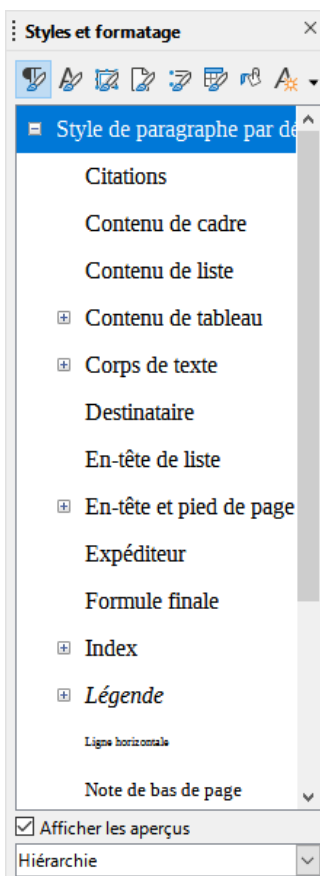 Styles et formatage
Style de paragraphe par dé
Citations
Contenu de cadre
Contenu de liste
Contenu de tableau
Corps de texte
Destinataire
En-tête de liste
En-tête et pied de page
Expéditeur
Formule finale
Index
Légende
Ligne horizontale
Note de bas de page
Afficher les aperçus
Hiérarchie